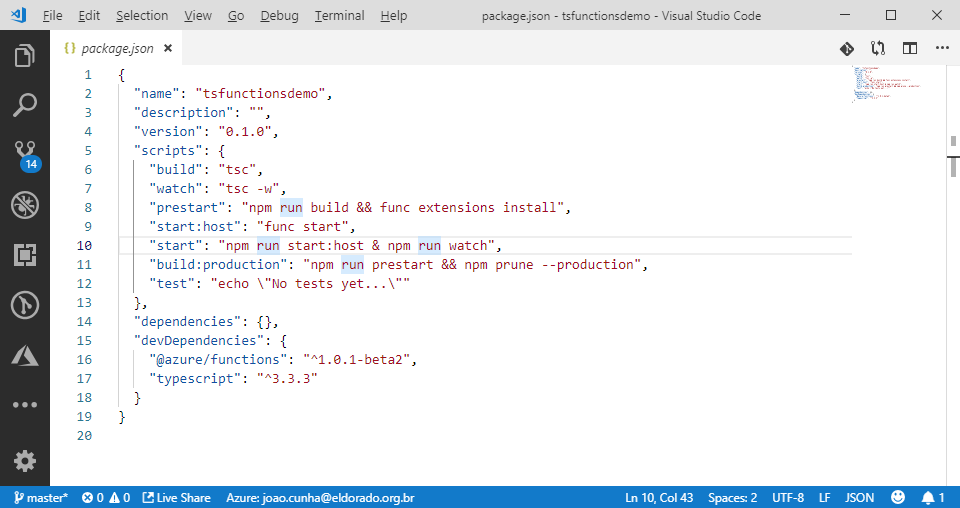 File Edit Selection View Go Debug Terminal Help package.json - tsfunctionsdemo - Visual Studio Code
{} package.json ×
1 {
2 "name": "tsfunctionsdemo",
3 "description": "",
4 "version": "0.1.0",
5 "scripts": {
6 "build": "tsc",
7 "watch": "tsc -w",
8 "prestart": "npm run build && func extensions install",
9 "start:host": "func start",
10 "start": "npm run start:host & npm run watch",
11 "build:production": "npm run prestart && npm prune --production",
12 "test": "echo \"No tests yet...\""
13 },
14 "dependencies": {},
15 "devDependencies": {
16 "@azure/functions": "^1.0.1-beta2",
17 "typescript": "^3.3.3"
18 }
19 }
20
14
master* 0 0 Live Share Azure: joao.cunha@eldorado.org.br Ln 10, Col 43 Spaces: 2 UTF-8 LF JSON 1